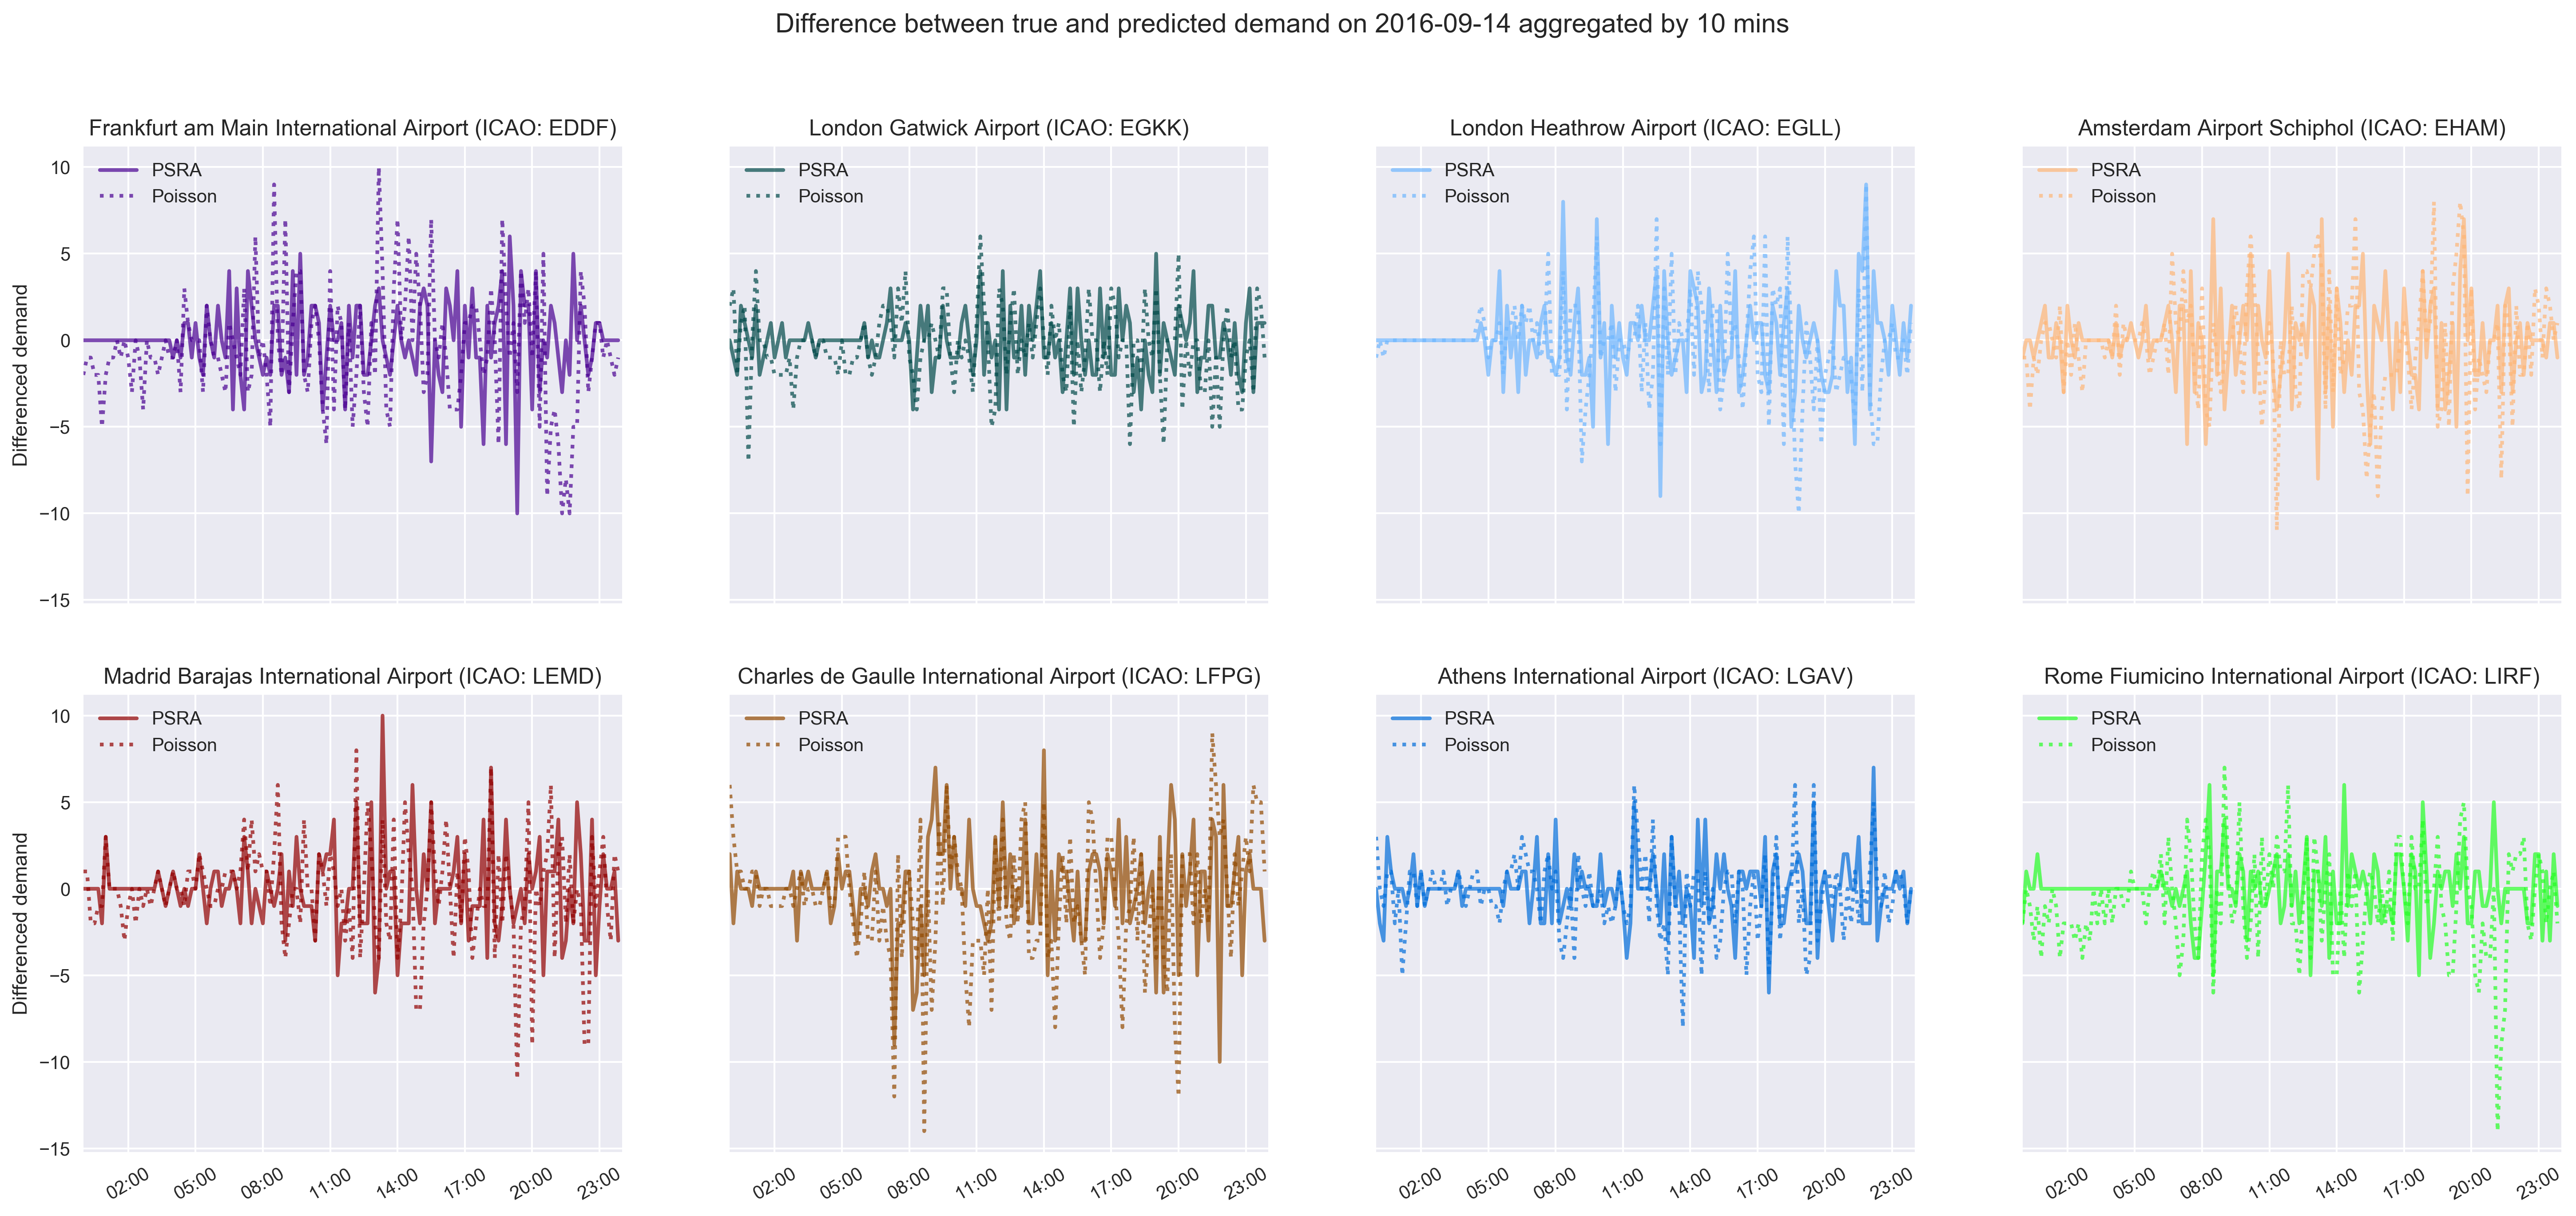 Difference between true and predicted demand on 2016-09-14 aggregated by 10 mins
Frankfurt am Main International Airport (ICAO: EDDF)
London Gatwick Airport (ICAO: EGKK)
London Heathrow Airport (ICAO: EGLL)
Amsterdam Airport Schiphol (ICAO: EHAM)
PSRA
Poisson
PSRA
Poisson
PSRA
Poisson
PSRA
Poisson
Differenced demand
10
5
0
−5
−10
−15
Madrid Barajas International Airport (ICAO: LEMD)
Charles de Gaulle International Airport (ICAO: LFPG)
Athens International Airport (ICAO: LGAV)
Rome Fiumicino International Airport (ICAO: LIRF)
PSRA
Poisson
PSRA
Poisson
PSRA
Poisson
PSRA
Poisson
Differenced demand
10
5
0
−5
−10
−15
02:00 05:00 08:00 11:00 14:00 17:00 20:00 23:00
02:00 05:00 08:00 11:00 14:00 17:00 20:00 23:00
02:00 05:00 08:00 11:00 14:00 17:00 20:00 23:00
02:00 05:00 08:00 11:00 14:00 17:00 20:00 23:00